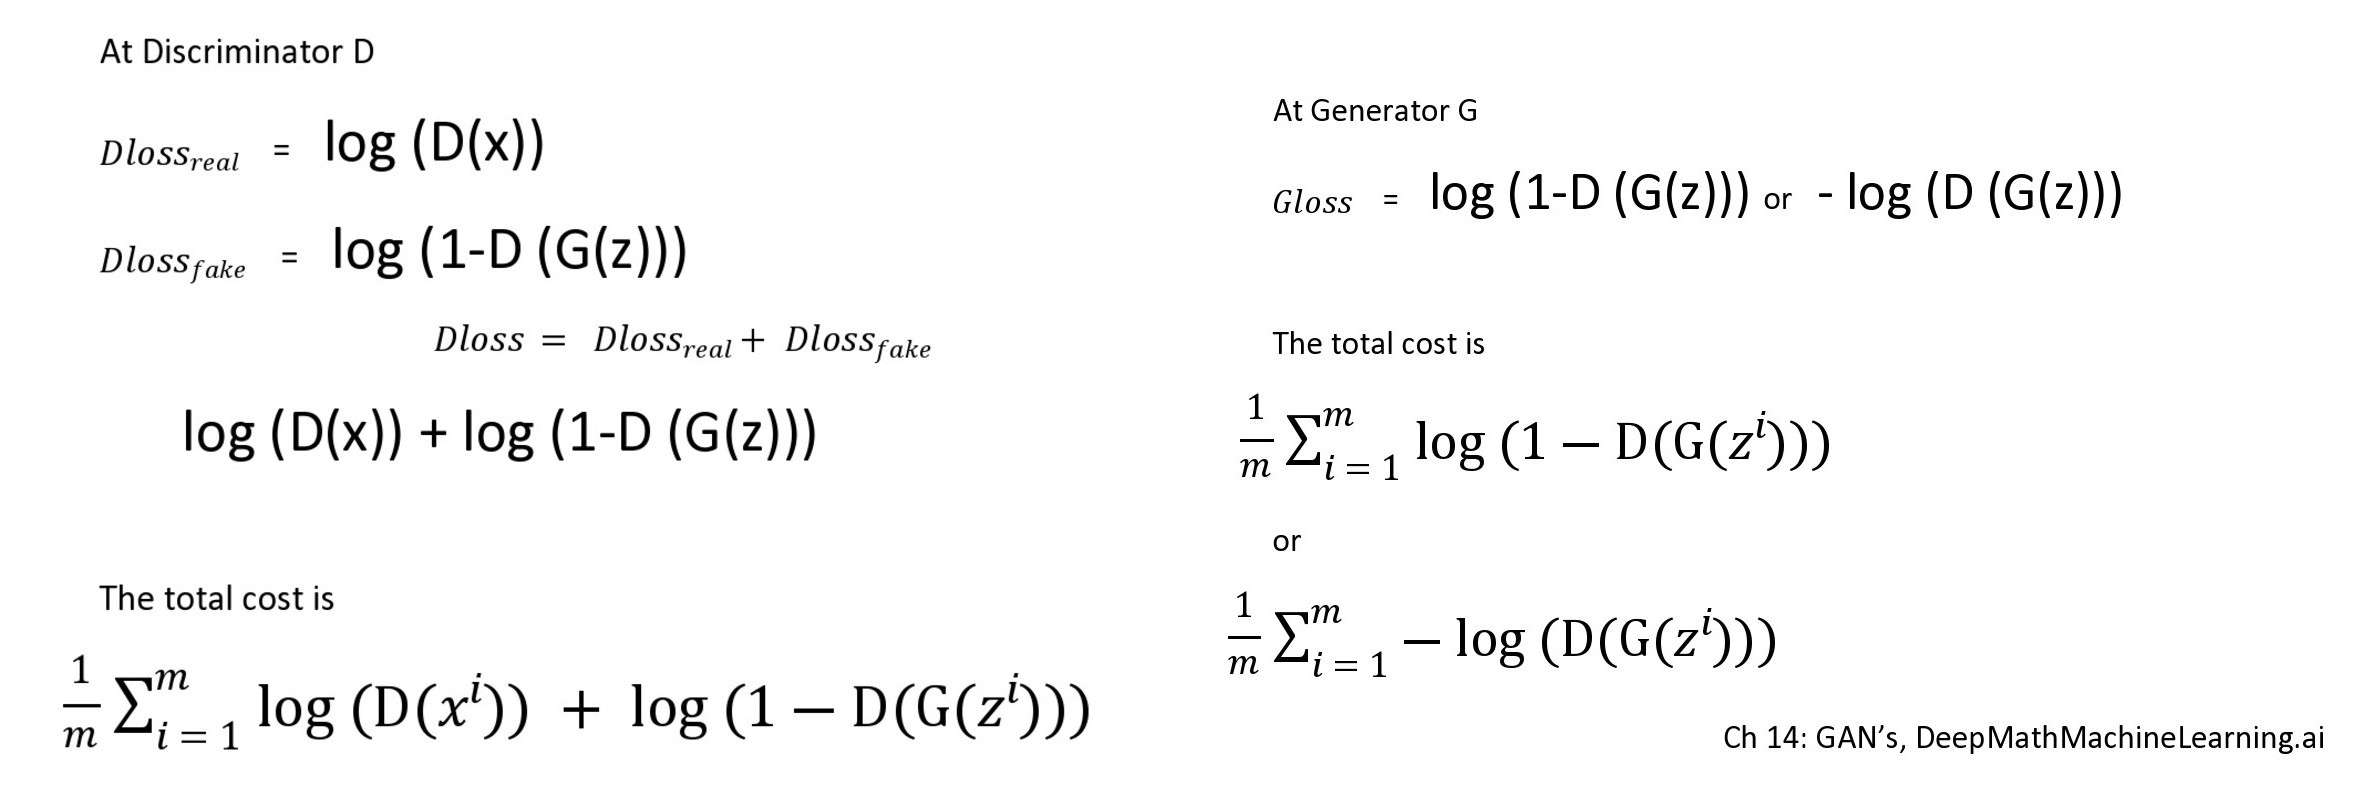 At Discriminator D
Dloss_real = log (D(x))
Dloss_fake = log (1-D (G(z)))
Dloss = Dloss_real + Dloss_fake
log (D(x)) + log (1-D (G(z)))
The total cost is
1/m ∑_{i = 1}^{m} log (D(x^i)) + log (1 − D(G(z^i)))
At Generator G
Gloss = log (1-D (G(z))) or - log (D (G(z)))
The total cost is
1/m ∑_{i = 1}^{m} log (1 − D(G(z^i)))
or
1/m ∑_{i = 1}^{m} − log (D(G(z^i)))
Ch 14: GAN’s, DeepMathMachineLearning.ai